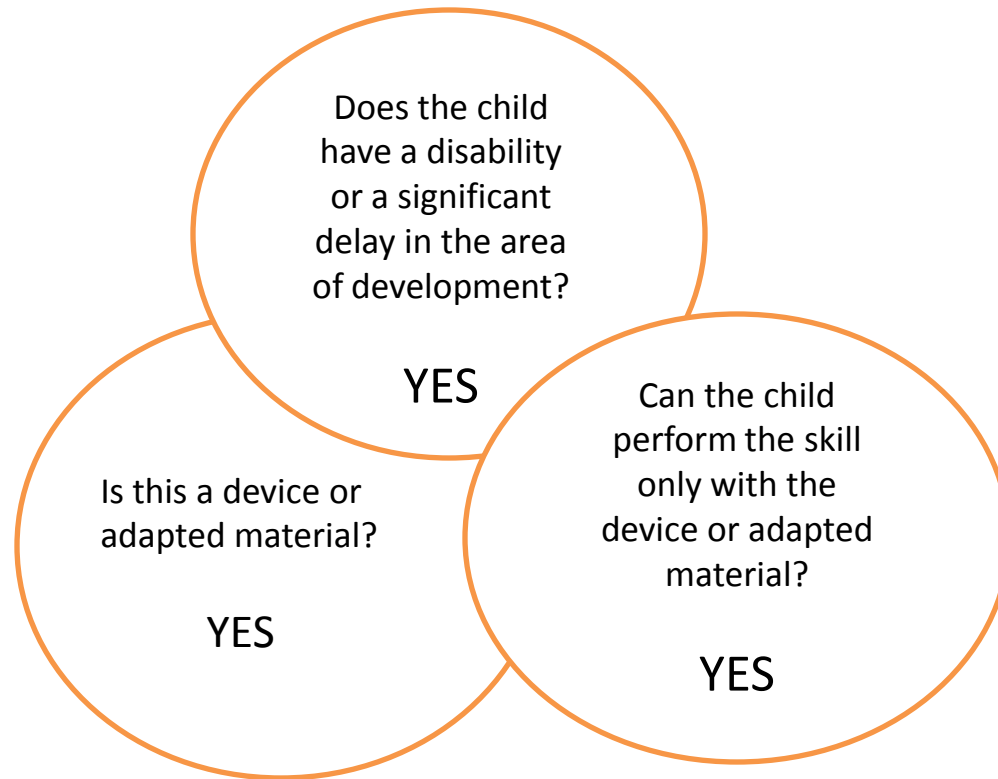 Does the child
have a disability
or a significant
delay in the area
of development?
YES
Is this a device or
adapted material?
YES
Can the child
perform the skill
only with the
device or adapted
material?
YES